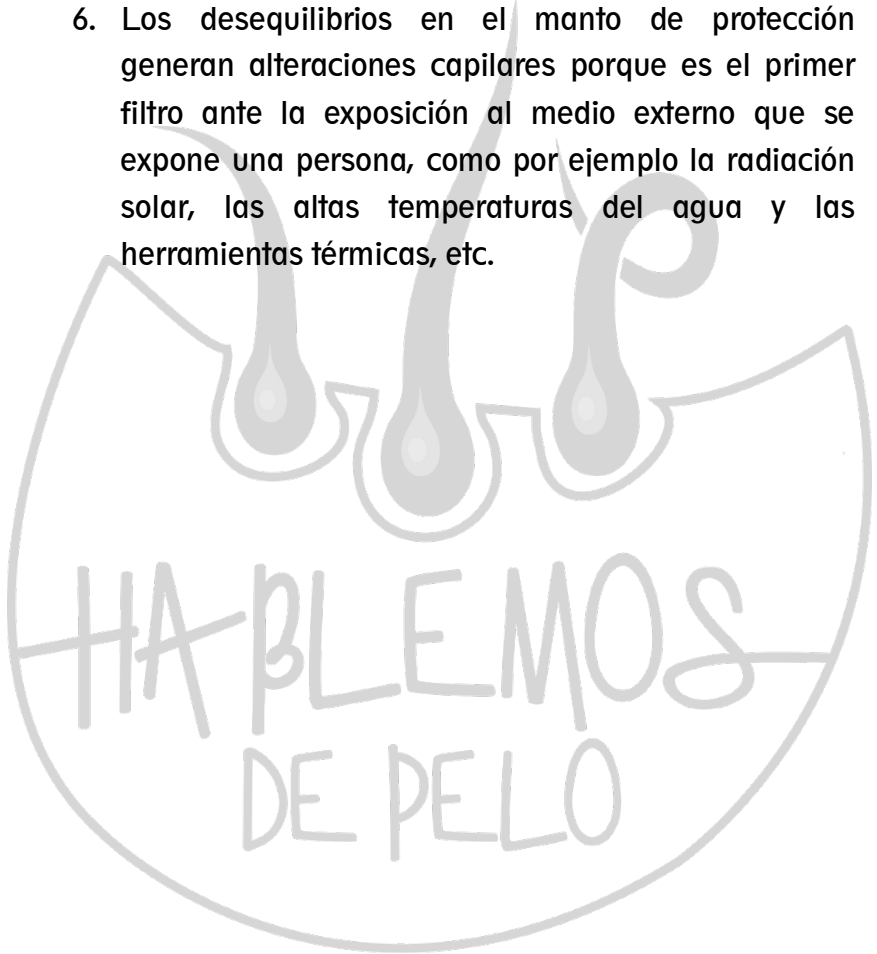 6. Los desequilibrios en el manto de protección
generan alteraciones capilares porque es el primer
filtro ante la exposición al medio externo que se
expone una persona, como por ejemplo la radiación
solar, las altas temperaturas del agua y las
herramientas térmicas, etc.
HABLEMOS
DE PELO